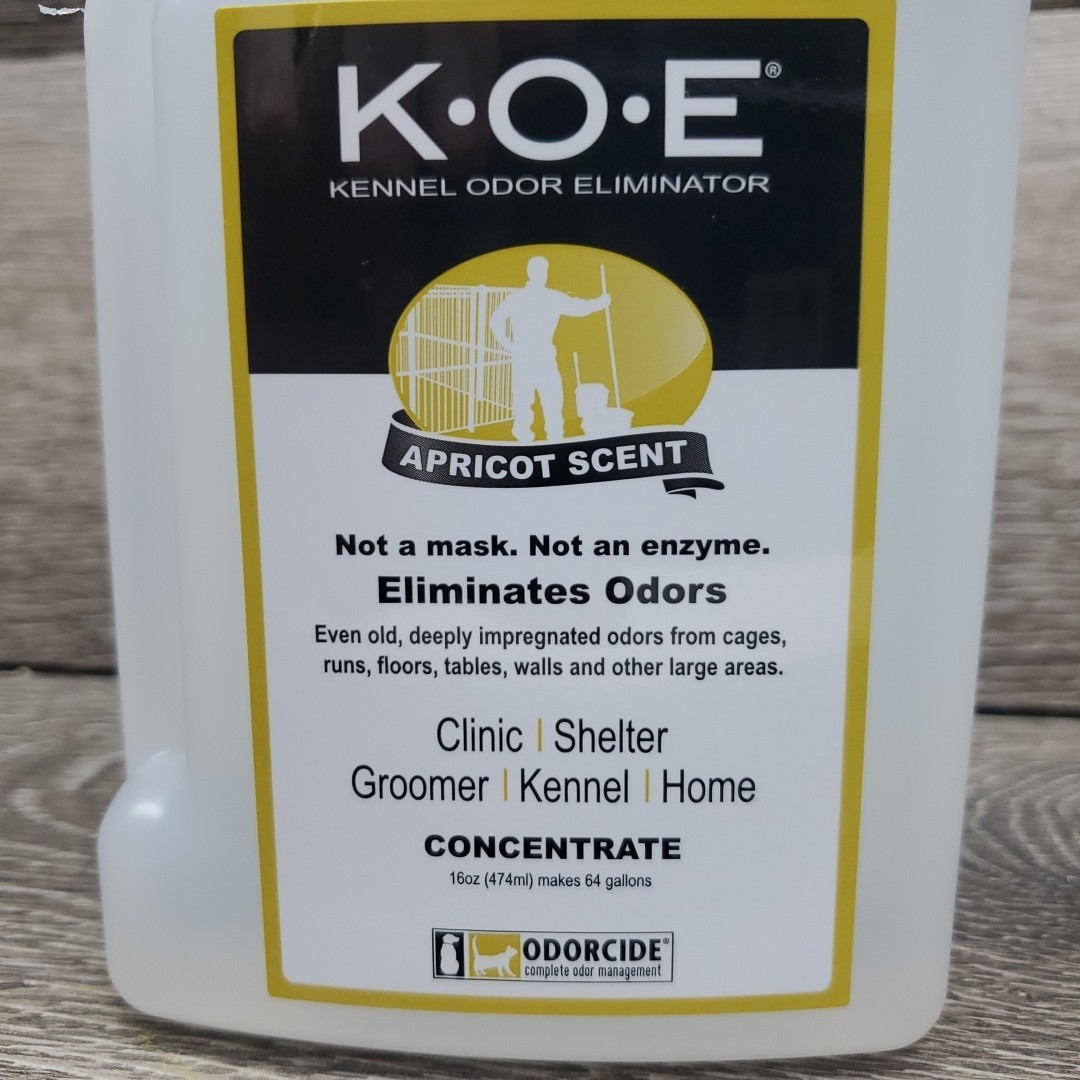 K•O•E®
KENNEL ODOR ELIMINATOR
APRICOT SCENT
Not a mask. Not an enzyme.
Eliminates Odors
Even old, deeply impregnated odors from cages,
runs, floors, tables, walls and other large areas.
Clinic | Shelter
Groomer | Kennel | Home
CONCENTRATE
16oz (474ml) makes 64 gallons
ODORCIDE®
complete odor management